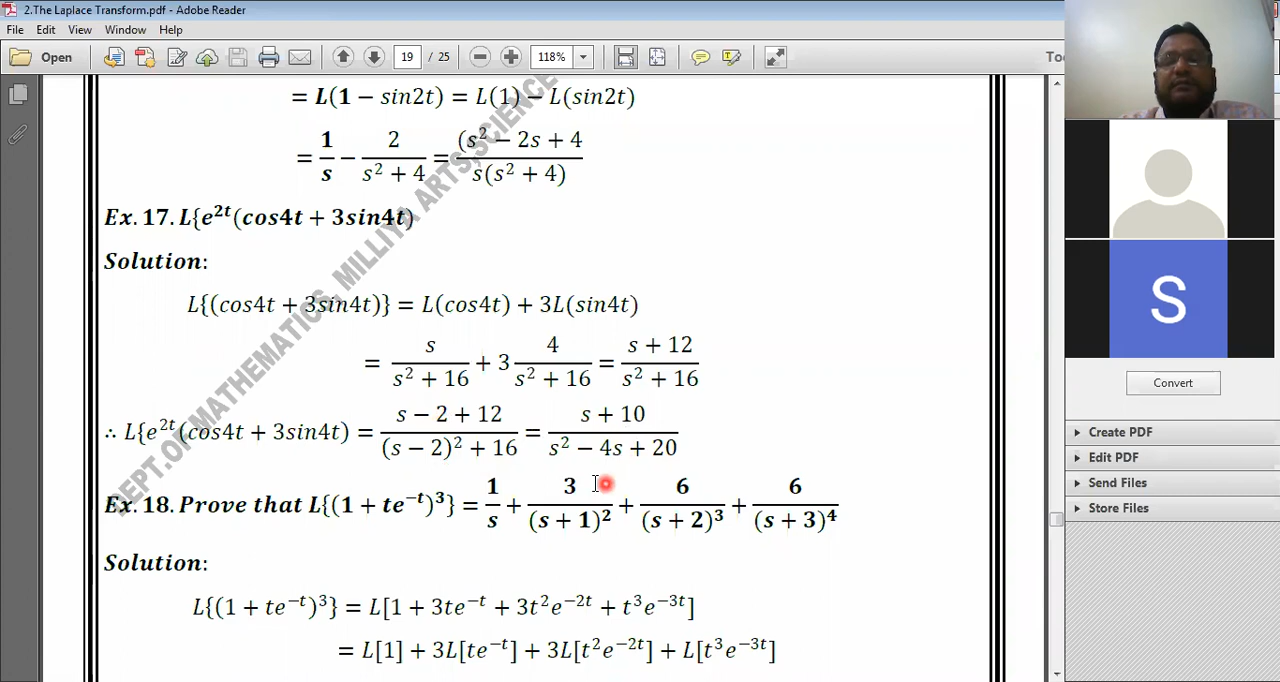 2.The Laplace Transform.pdf - Adobe Reader
File Edit View Window Help
Open 19 / 25 118%
= L(1 − sin2t) = L(1) − L(sin2t)
= 1/s − 2/(s² + 4) = (s² − 2s + 4 / s(s² + 4)
Ex. 17. L{e²ᵗ(cos4t + 3sin4t)
Solution:
L{(cos4t + 3sin4t)} = L(cos4t) + 3L(sin4t)
= s/(s² + 16) + 3 4/(s² + 16) = (s + 12)/(s² + 16)
∴ L{e²ᵗ(cos4t + 3sin4t) = (s − 2 + 12)/((s − 2)² + 16) = (s + 10)/(s² − 4s + 20)
Ex. 18. Prove that L{(1 + te⁻ᵗ)³} = 1/s + 3/(s + 1)² + 6/(s + 2)³ + 6/(s + 3)⁴
Solution:
L{(1 + te⁻ᵗ)³} = L[1 + 3te⁻ᵗ + 3t²e⁻²ᵗ + t³e⁻³ᵗ]
= L[1] + 3L[te⁻ᵗ] + 3L[t²e⁻²ᵗ] + L[t³e⁻³ᵗ]
DEPT.OF MATHEMATICS, MILLIYA ARTS,SCIENCE
S
Convert
Create PDF
Edit PDF
Send Files
Store Files